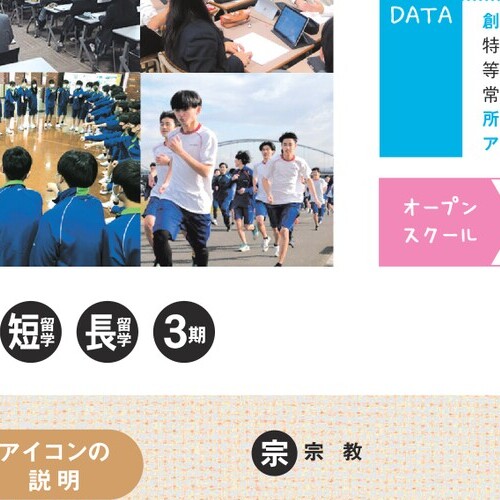 DATA
創
特
等
常
所
ア
オープン
スクール
短留学 長留学 3期
アイコンの
説明
宗 宗 教